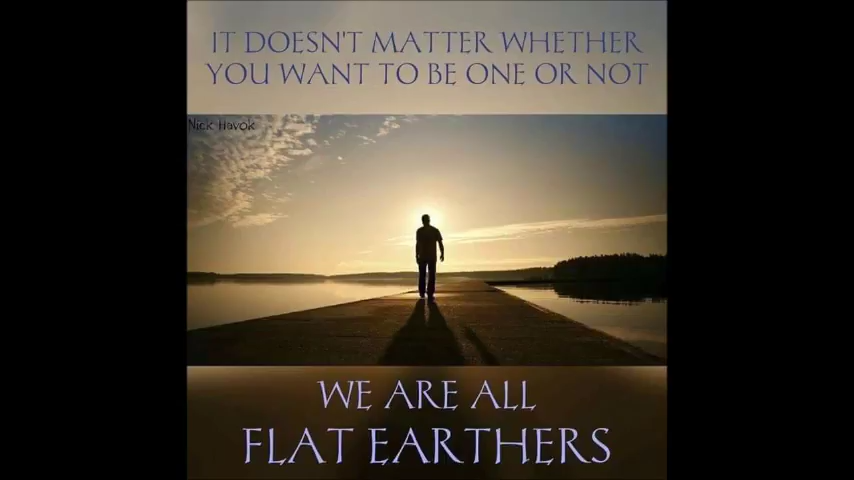 IT DOESN'T MATTER WHETHER
YOU WANT TO BE ONE OR NOT
Nick Havok
WE ARE ALL
FLAT EARTHERS